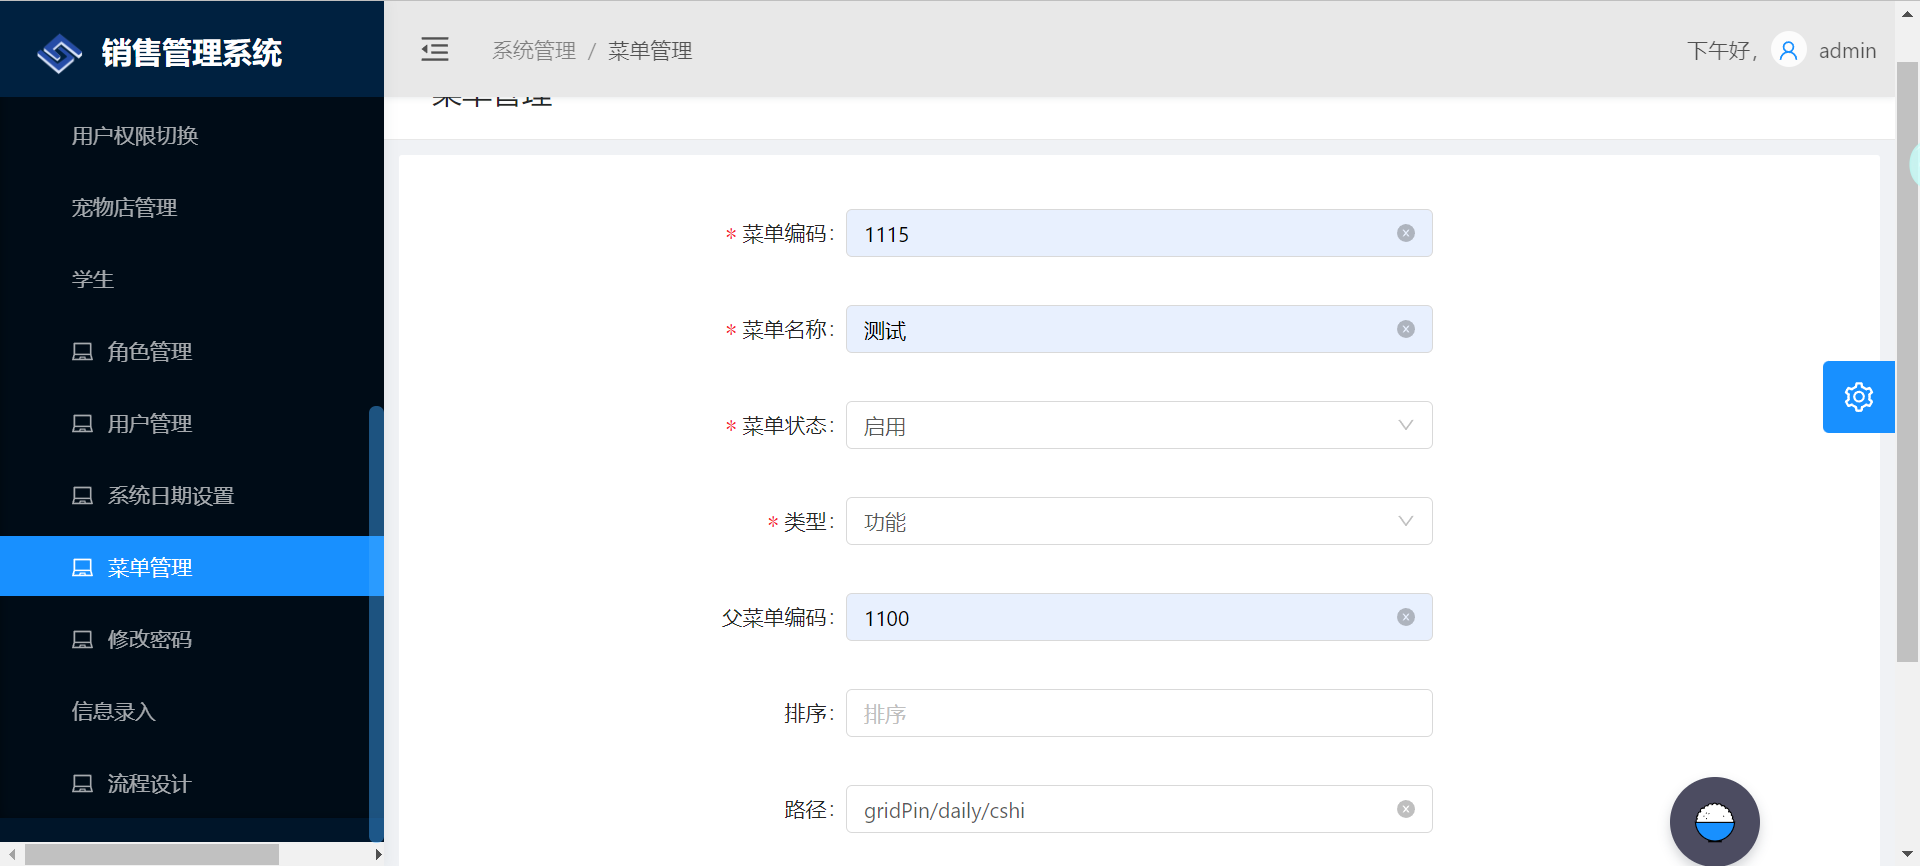 销售管理系统
系统管理 / 菜单管理
下午好,
admin
用户权限切换
宠物店管理
学生
角色管理
用户管理
系统日期设置
菜单管理
修改密码
信息录入
流程设计
菜单管理
* 菜单编码:
1115
* 菜单名称:
测试
* 菜单状态:
启用
* 类型:
功能
父菜单编码:
1100
排序:
排序
路径:
gridPin/daily/cshi